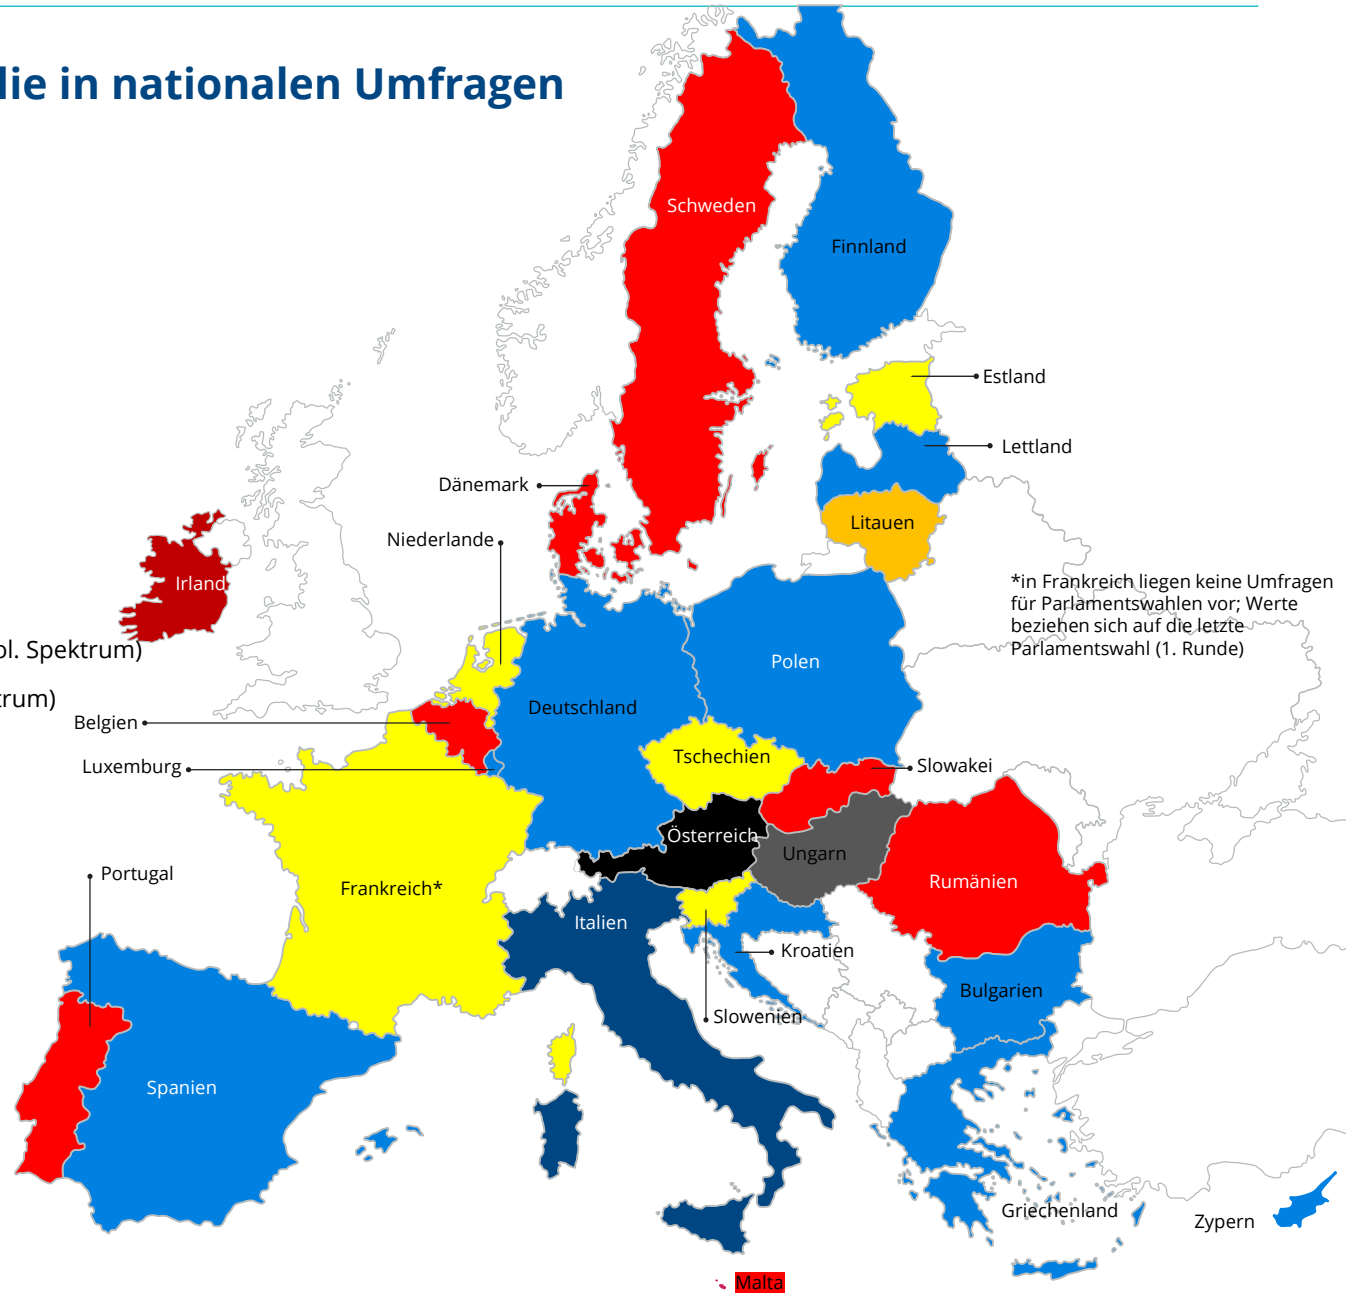 lie in nationalen Umfragen
Schweden
Finnland
Estland
Lettland
Dänemark
Litauen
Niederlande
Irland
*in Frankreich liegen keine Umfragen
für Parlamentswahlen vor; Werte
beziehen sich auf die letzte
Parlamentswahl (1. Runde)
ol. Spektrum)
Polen
trum)
Deutschland
Belgien
Tschechien
Luxemburg
Slowakei
Österreich
Ungarn
Portugal
Rumänien
Frankreich*
Italien
Kroatien
Bulgarien
Slowenien
Spanien
Griechenland
Zypern
Malta